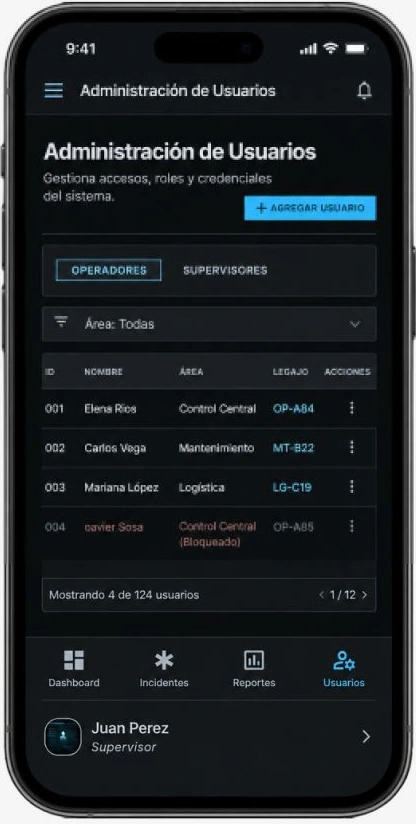 9:41
Administración de Usuarios
Administración de Usuarios
Gestiona accesos, roles y credenciales
del sistema.
+ AGREGAR USUARIO
OPERADORES SUPERVISORES
Área: Todas
ID NOMBRE ÁREA LEGAJO ACCIONES
001 Elena Rios Control Central OP-A84
002 Carlos Vega Mantenimiento MT-B22
003 Mariana López Logística LG-C19
004 Sosa Control Central OP-A85
(Bloqueado)
Mostrando 4 de 124 usuarios < 1 / 12 >
Dashboard Incidentes Reportes Usuarios
Juan Perez
Supervisor